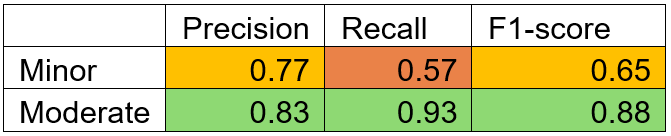 Precision Recall F1-score
Minor 0.77 0.57 0.65
Moderate 0.83 0.93 0.88